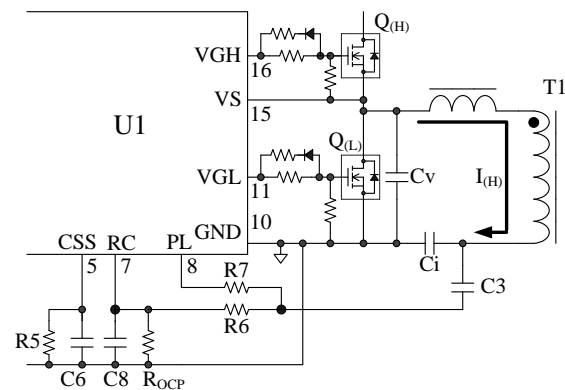 Q(H)
VGH
16
T1
VS
15
U1
Q(L)
VGL
11
Cv
I(H)
10
GND
CSS
RC
PL
5
7
8
Ci
R7
C3
R6
R5
C6
C8
ROCP